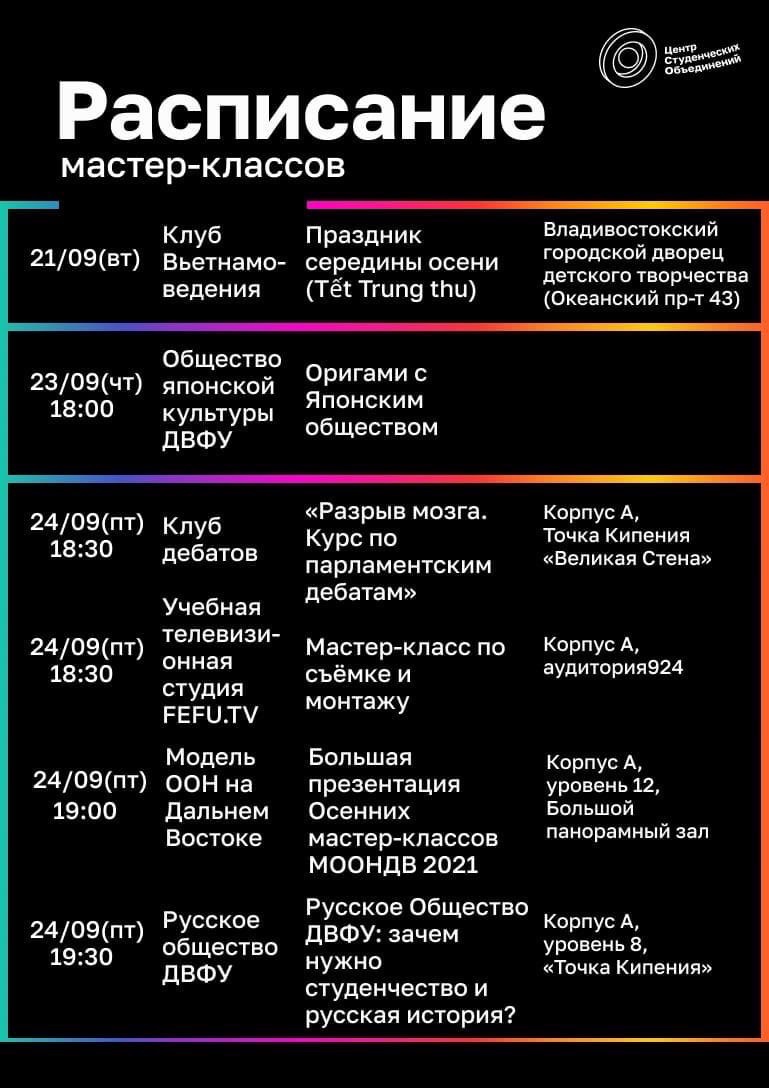 Центр
Студенческих
Объединений
Расписание
мастер-классов
21/09(вт)
Клуб
Вьетнамо-
ведения
Праздник
середины осени
(Tết Trung thu)
Владивостокский
городской дворец
детского творчества
(Океанский пр-т 43)
23/09(чт)
18:00
Общество
японской
культуры
ДВФУ
Оригами с
Японским
обществом
24/09(пт)
18:30
Клуб
дебатов
«Разрыв мозга.
Курс по
парламентским
дебатам»
Корпус А,
Точка Кипения
«Великая Стена»
24/09(пт)
18:30
Учебная
телевизи-
онная
студия
FEFU.TV
Мастер-класс по
съёмке и
монтажу
Корпус А,
аудитория924
24/09(пт)
19:00
Модель
ООН на
Дальнем
Востоке
Большая
презентация
Осенних
мастер-классов
МООНДВ 2021
Корпус А,
уровень 12,
Большой
панорамный зал
24/09(пт)
19:30
Русское
общество
ДВФУ
Русское Общество
ДВФУ: зачем
нужно
студенчество и
русская история?
Корпус А,
уровень 8,
«Точка Кипения»